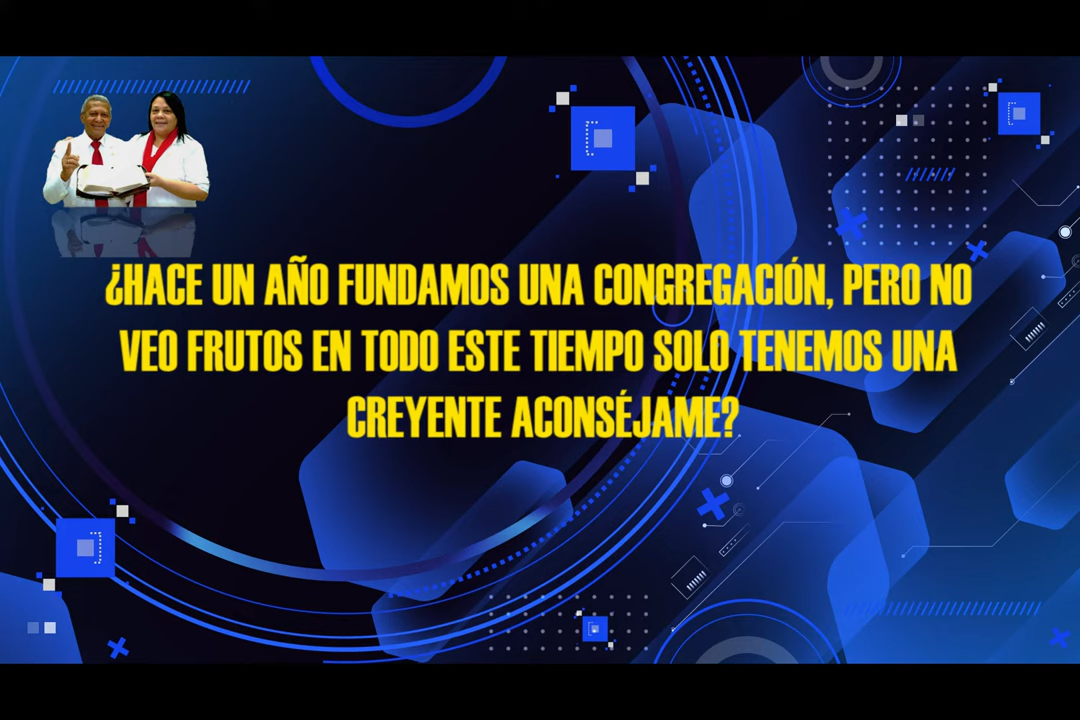 ¿HACE UN AÑO FUNDAMOS UNA CONGREGACIÓN, PERO NO
VEO FRUTOS EN TODO ESTE TIEMPO SOLO TENEMOS UNA
CREYENTE ACONSÉJAME?